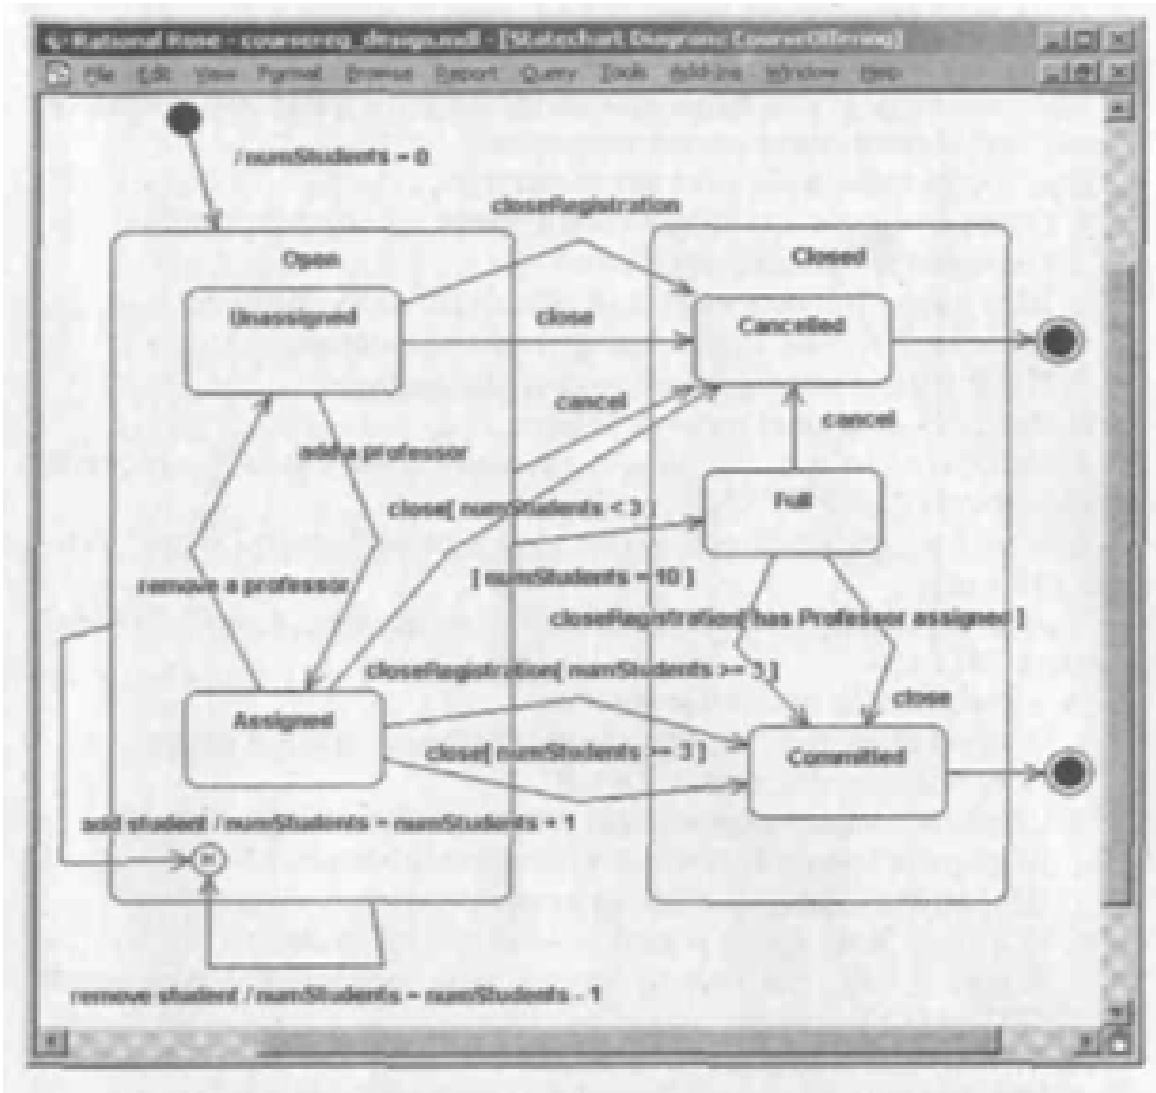 Rational Rose - coursereg_design.mdl - [Statechart Diagram: CourseOffering]
File Edit View Format Browse Report Query Tools Add-Ins Window Help
/ numStudents = 0
closeRegistration
Open
Closed
Unassigned
close
Cancelled
cancel
cancel
add a professor
close[ numStudents < 3 ]
Full
[ numStudents = 10 ]
remove a professor
closeRegistration[ has Professor assigned ]
closeRegistration[ numStudents >= 3 ]
close
Assigned
close[ numStudents >= 3 ]
Committed
add student / numStudents = numStudents + 1
H
remove student / numStudents = numStudents - 1